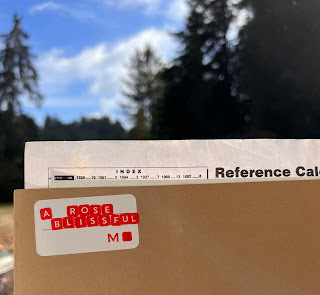 INDEX
Reference Cal
A ROSE
BLISSFUL
M